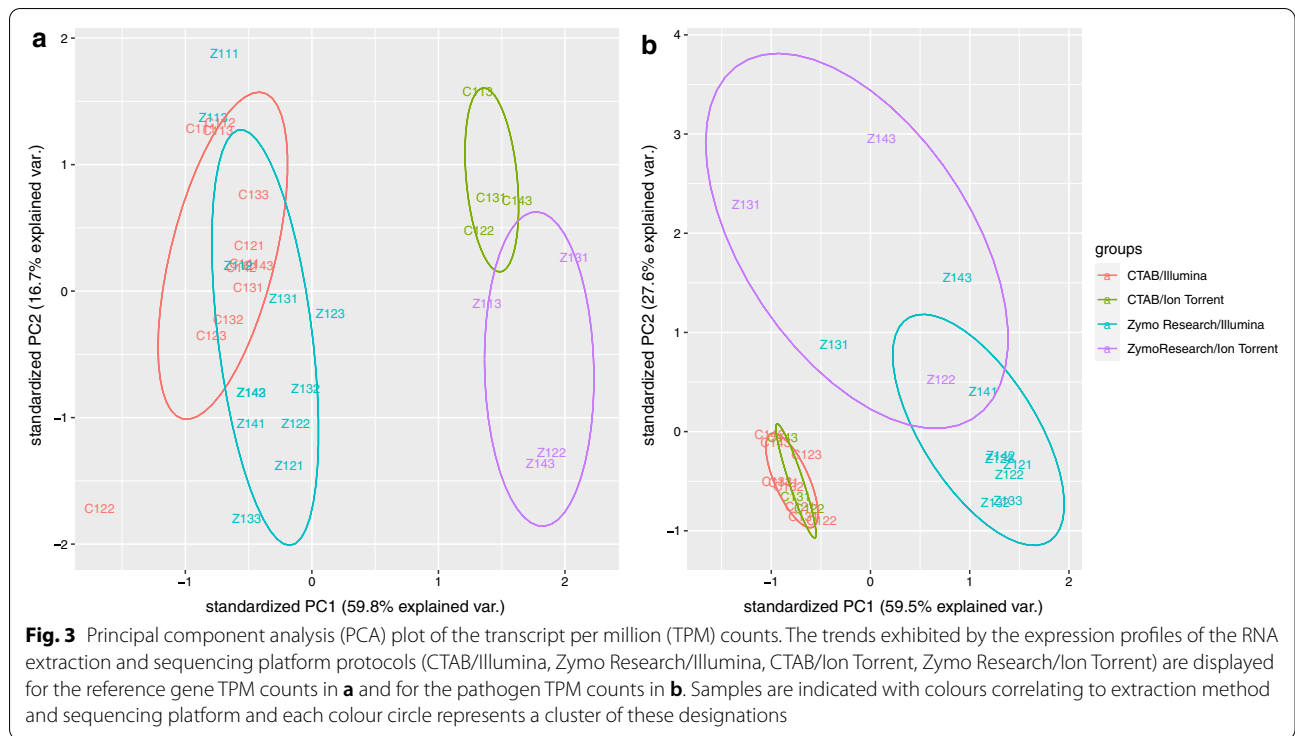 a
2
1
0
−1
−2
−1
0
1
2
standardized PC2 (16.7% explained var.)
standardized PC1 (59.8% explained var.)
Z111
Z113
C113
C133
C121
C131
C132
C123
Z131
Z123
Z132
Z141
Z122
Z121
Z133
C122
C113
C131
C143
C122
Z131
Z113
Z122
Z143
b
4
3
2
1
0
−1
−1
0
1
2
standardized PC2 (27.6% explained var.)
standardized PC1 (59.5% explained var.)
Z143
Z131
Z143
Z131
Z122
Z141
C123
Z121
Z122
Z133
C122
groups
a CTAB/Illumina
a CTAB/Ion Torrent
a Zymo Research/Illumina
a ZymoResearch/Ion Torrent
Fig. 3 Principal component analysis (PCA) plot of the transcript per million (TPM) counts. The trends exhibited by the expression profiles of the RNA
extraction and sequencing platform protocols (CTAB/Illumina, Zymo Research/Illumina, CTAB/Ion Torrent, Zymo Research/Ion Torrent) are displayed
for the reference gene TPM counts in a and for the pathogen TPM counts in b. Samples are indicated with colours correlating to extraction method
and sequencing platform and each colour circle represents a cluster of these designations